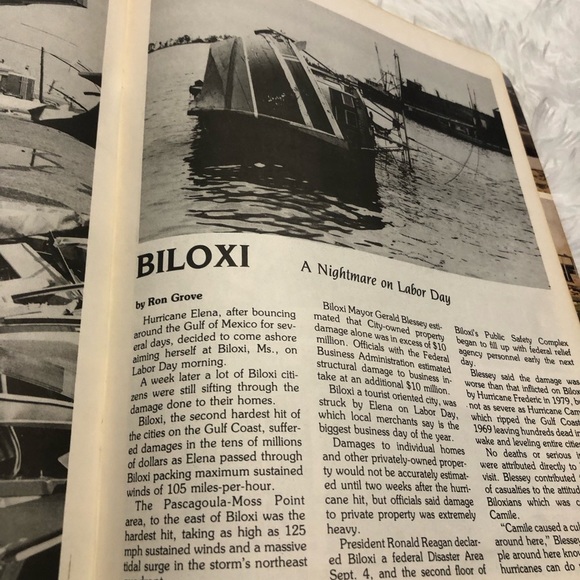 BILOXI
A Nightmare on Labor Day
by Ron Grove
Hurricane Elena, after bouncing
around the Gulf of Mexico for sev-
eral days, decided to come ashore
aiming herself at Biloxi, Ms., on
Labor Day morning.
A week later a lot of Biloxi citi-
zens were still sifting through the
damage done to their homes.
Biloxi, the second hardest hit of
the cities on the Gulf Coast, suffer-
ed damages in the tens of millions
of dollars as Elena passed through
Biloxi packing maximum sustained
winds of 105 miles-per-hour.
The Pascagoula-Moss Point
area, to the east of Biloxi was the
hardest hit, taking as high as 125
mph sustained winds and a massive
tidal surge in the storm's northeast
Biloxi Mayor Gerald Blessey esti-
mated that City-owned property
damage alone was in excess of $10
million. Officials with the Federal
Business Administration estimated
structural damage to business in-
take at an additional $10 million.
Biloxi a tourist oriented city, was
struck by Elena on Labor Day,
which local merchants say is the
biggest business day of the year.
Damages to individual homes
and other privately-owned proper-
ty would not be accurately estimat-
ed until two weeks after the hurri-
cane hit, but officials said damage
to private property was extremely
heavy.
President Ronald Reagan declar-
ed Biloxi a federal Disaster Area
Sept. 4, and the second floor of
Biloxi's Public Safety Complex
began to fill up with federal relief
agency personnel early the next
day.
Blessey said the damage was
worse than that inflicted on Biloxi
by Hurricane Frederic in 1979, b
not as severe as Hurricane Cam
which ripped the Gulf Coast
1969 leaving hundreds dead in
wake and leveling entire cities
No deaths or serious in
were attributed directly to
visit. Blessey contributed
of casualties to the attitud
Biloxians which was c
Camile.
"Camile caused a cul
around here," Blessey
ple around here know
hurricanes can do